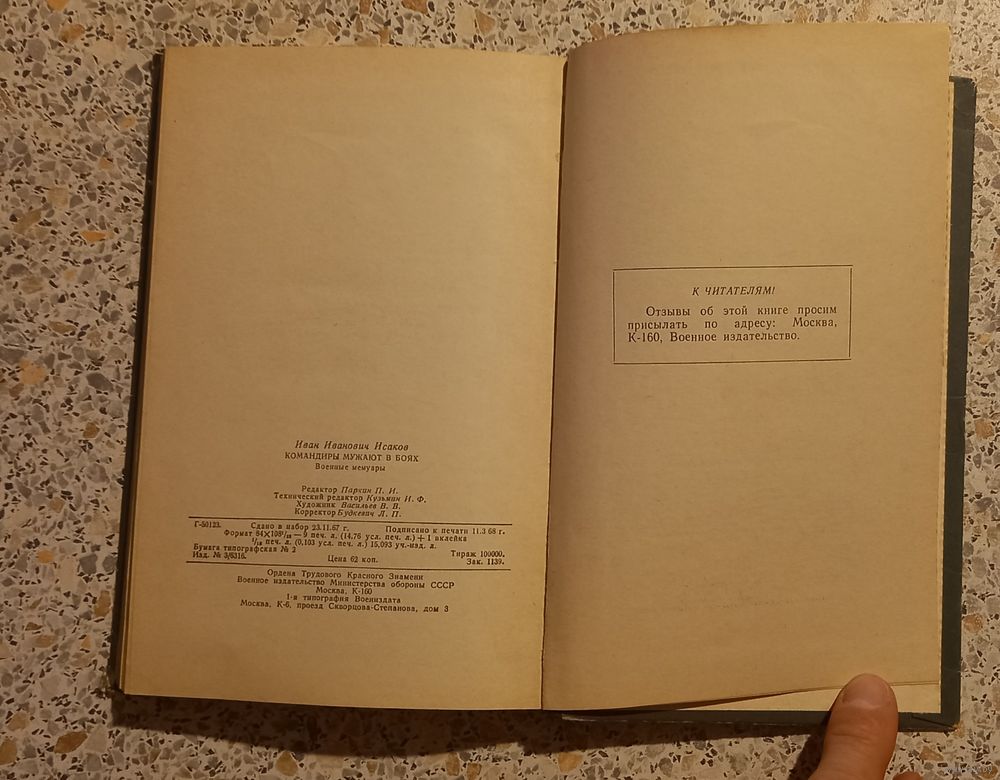 Иван Иванович Исаков
КОМАНДИРЫ МУЖАЮТ В БОЯХ
Военные мемуары
Редактор Паркин П. И.
Технический редактор Кузьмин И. Ф.
Художник Васильев В. В.
Корректор Будкевич Л. П.
Г-50123. Сдано в набор 23.11.67 г. Подписано к печати 11.3 68 г.
Формат 84×108¹/₃₂ — 9 печ. л. (14,76 усл. печ. л.) + 1 вклейка
¹/₁₆ печ. л. (0,103 усл. печ. л.) 15,093 уч.-изд. л.
Бумага типографская № 2 Тираж 100000.
Изд. № 3/6316. Цена 62 коп. Зак. 1139.
Ордена Трудового Красного Знамени
Военное издательство Министерства обороны СССР
Москва, К-160
1-я типография Воениздата
Москва, К-6, проезд Скворцова-Степанова, дом 3
К ЧИТАТЕЛЯМ!
Отзывы об этой книге просим
присылать по адресу: Москва,
К-160, Военное издательство.